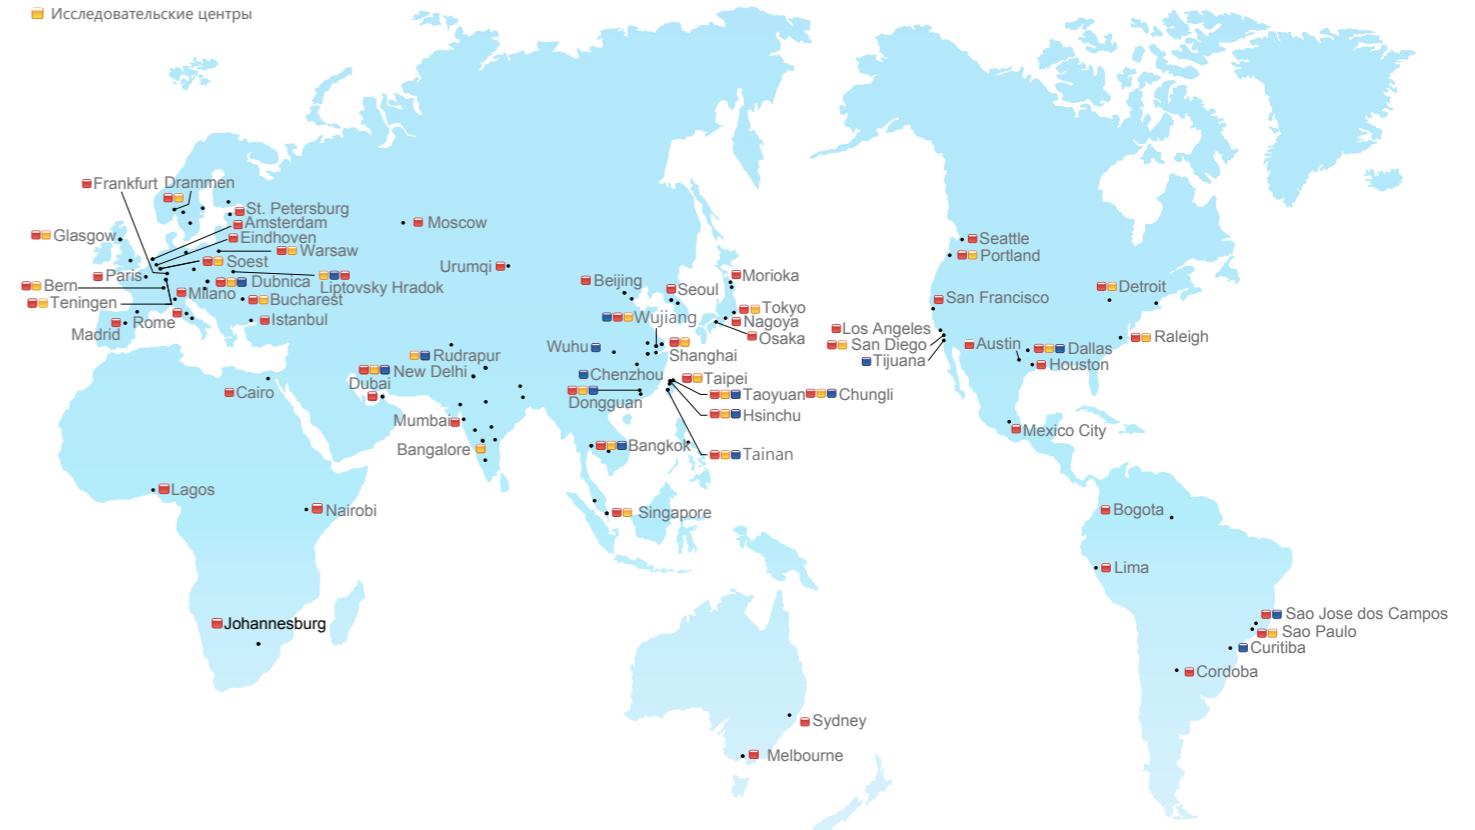 Исследовательские центры
Frankfurt
Drammen
St. Petersburg
Amsterdam
Eindhoven
Glasgow
Warsaw
Moscow
Soest
Paris
Urumqi
Bern
Dubnica
Liptovsky Hradok
Milano
Teningen
Bucharest
Rome
Istanbul
Madrid
Beijing
Seoul
Morioka
Tokyo
Nagoya
Osaka
Wujiang
Shanghai
Wuhu
Rudrapur
New Delhi
Chenzhou
Taipei
Dubai
Cairo
Dongguan
Taoyuan
Chungli
Hsinchu
Mumbai
Bangalore
Bangkok
Tainan
Lagos
Nairobi
Singapore
Johannesburg
Sydney
Melbourne
Seattle
Portland
San Francisco
Detroit
Los Angeles
San Diego
Tijuana
Austin
Dallas
Houston
Raleigh
Mexico City
Bogota
Lima
Sao Jose dos Campos
Sao Paulo
Curitiba
Cordoba